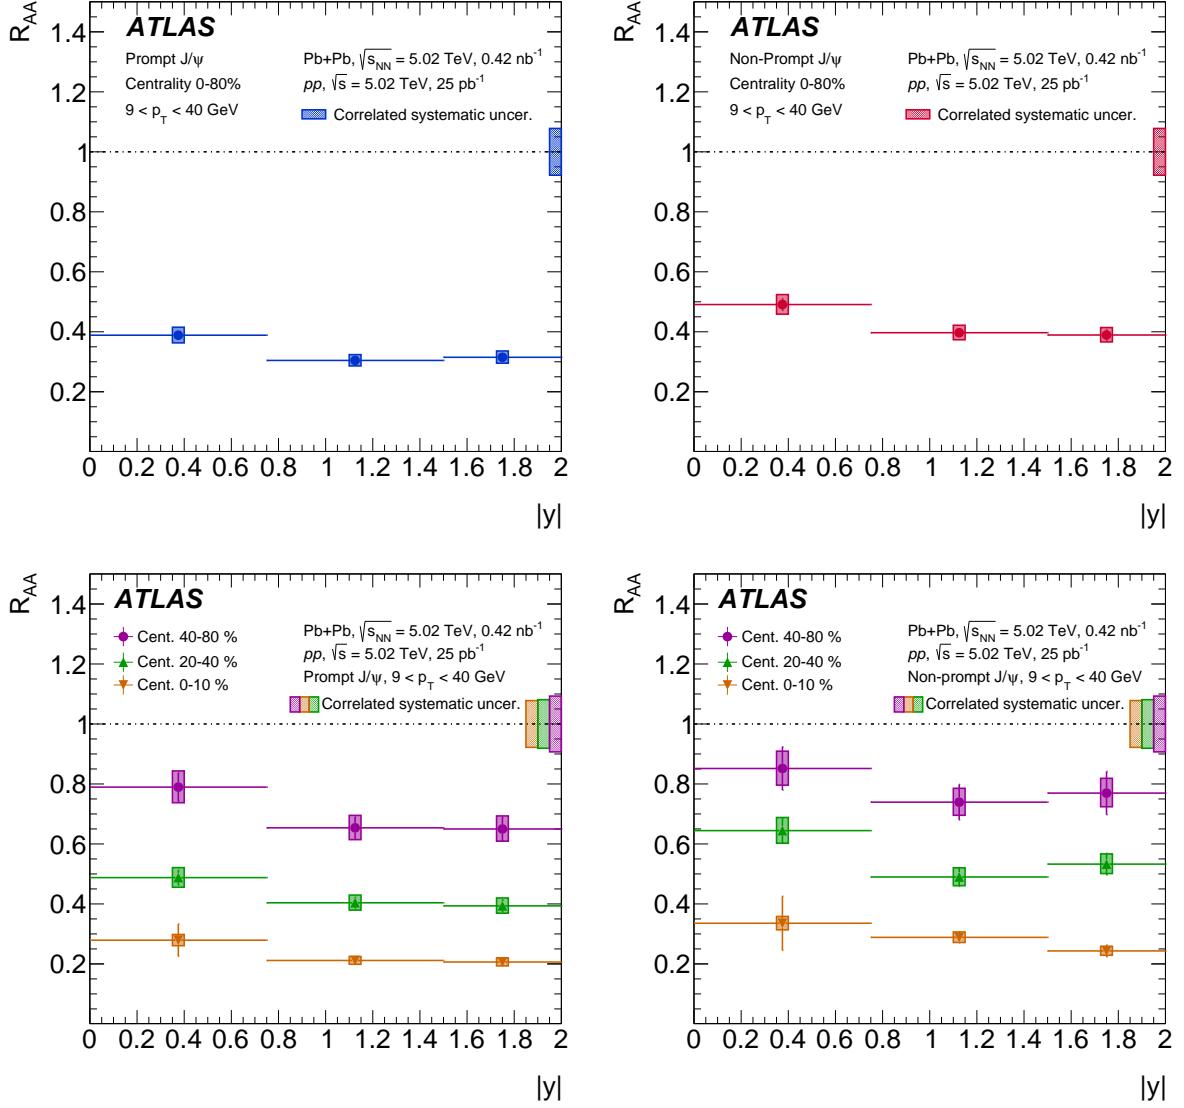 R_AA
ATLAS
Prompt J/ψ
Centrality 0-80%
9 < p_T < 40 GeV
Pb+Pb, √s_NN = 5.02 TeV, 0.42 nb⁻¹
pp, √s = 5.02 TeV, 25 pb⁻¹
Correlated systematic uncer.
1.4
1.2
1
0.8
0.6
0.4
0.2
0 0.2 0.4 0.6 0.8 1 1.2 1.4 1.6 1.8 2
|y|
R_AA
ATLAS
Non-Prompt J/ψ
Centrality 0-80%
9 < p_T < 40 GeV
Pb+Pb, √s_NN = 5.02 TeV, 0.42 nb⁻¹
pp, √s = 5.02 TeV, 25 pb⁻¹
Correlated systematic uncer.
1.4
1.2
1
0.8
0.6
0.4
0.2
0 0.2 0.4 0.6 0.8 1 1.2 1.4 1.6 1.8 2
|y|
R_AA
ATLAS
Cent. 40-80 %
Cent. 20-40 %
Cent. 0-10 %
Pb+Pb, √s_NN = 5.02 TeV, 0.42 nb⁻¹
pp, √s = 5.02 TeV, 25 pb⁻¹
Prompt J/ψ, 9 < p_T < 40 GeV
Correlated systematic uncer.
1.4
1.2
1
0.8
0.6
0.4
0.2
0 0.2 0.4 0.6 0.8 1 1.2 1.4 1.6 1.8 2
|y|
R_AA
ATLAS
Cent. 40-80 %
Cent. 20-40 %
Cent. 0-10 %
Pb+Pb, √s_NN = 5.02 TeV, 0.42 nb⁻¹
pp, √s = 5.02 TeV, 25 pb⁻¹
Non-prompt J/ψ, 9 < p_T < 40 GeV
Correlated systematic uncer.
1.4
1.2
1
0.8
0.6
0.4
0.2
0 0.2 0.4 0.6 0.8 1 1.2 1.4 1.6 1.8 2
|y|